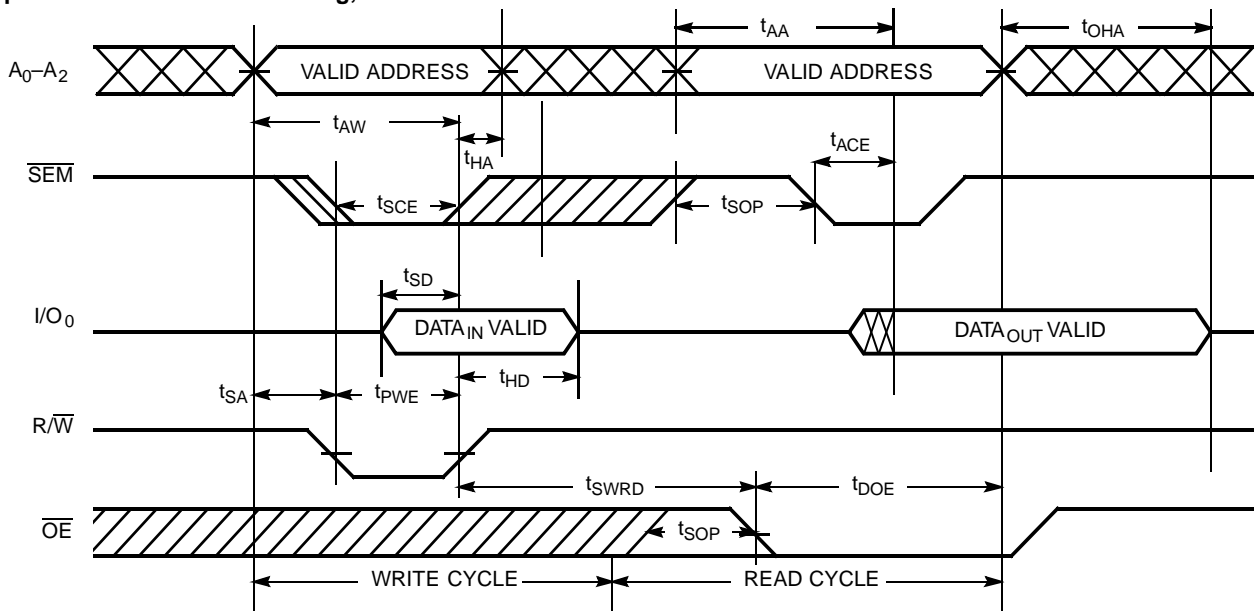 tAA
tOHA
A0–A2
VALID ADDRESS
VALID ADDRESS
tAW
tHA
tACE
SEM
tSCE
tSOP
tSD
I/O0
DATAIN VALID
DATAOUT VALID
tHD
tSA
tPWE
R/W
tSWRD
tDOE
OE
tSOP
WRITE CYCLE
READ CYCLE